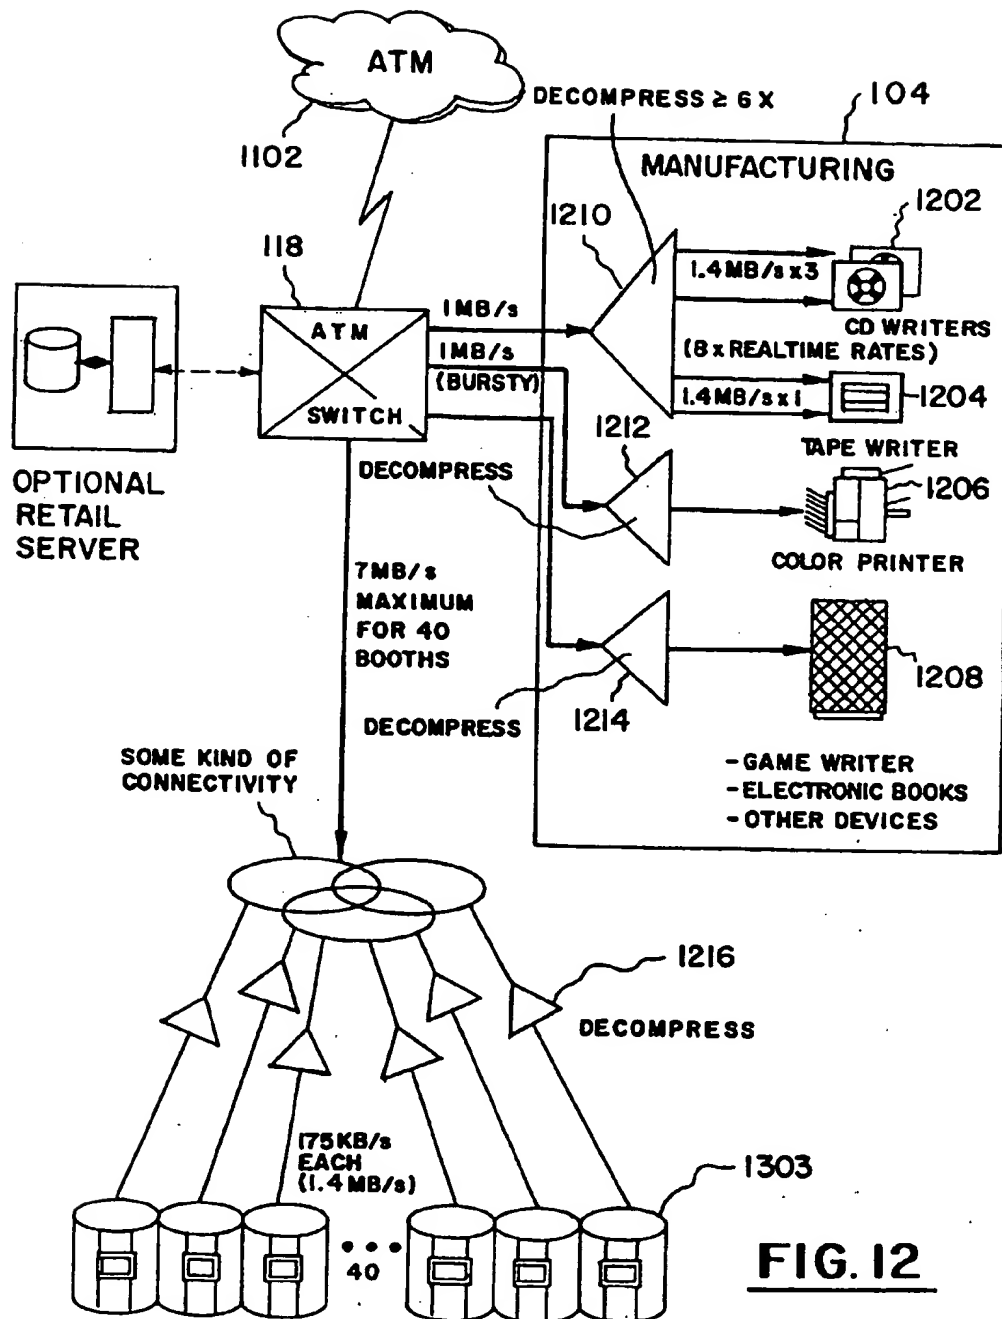 ATM
1102
DECOMPRESS ≥ 6X
104
MANUFACTURING
1210
1202
118
1.4MB/s x 3
ATM
SWITCH
1MB/s
1MB/s
(BURSTY)
CD WRITERS
(8 x REALTIME RATES)
1.4MB/s x 1
1204
TAPE WRITER
OPTIONAL
RETAIL
SERVER
DECOMPRESS
1212
1206
COLOR PRINTER
7MB/s
MAXIMUM
FOR 40
BOOTHS
DECOMPRESS
1214
1208
- GAME WRITER
- ELECTRONIC BOOKS
- OTHER DEVICES
SOME KIND OF
CONNECTIVITY
1216
DECOMPRESS
175KB/s
EACH
(1.4MB/s)
1303
• • •
40
FIG. 12